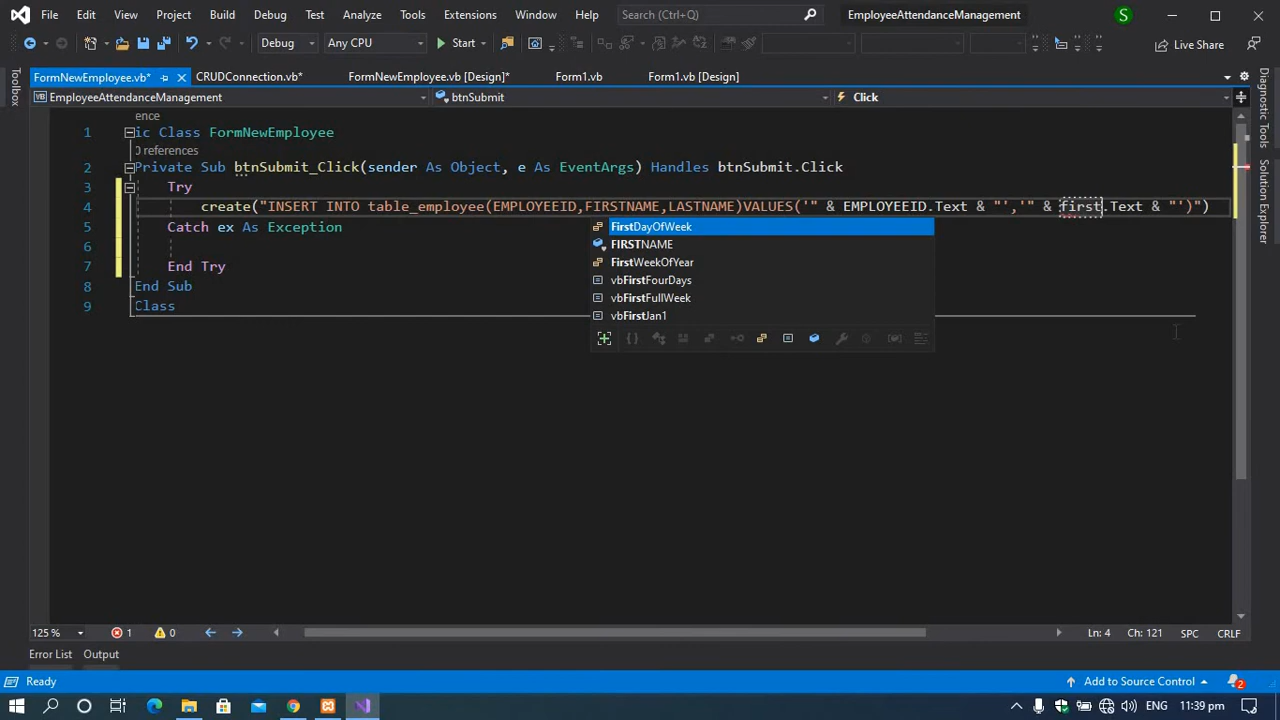 File Edit View Project Build Debug Test Analyze Tools Extensions Window Help Search (Ctrl+Q) EmployeeAttendanceManagement S
Debug Any CPU Start Live Share
FormNewEmployee.vb* CRUDConnection.vb* FormNewEmployee.vb [Design]* Form1.vb Form1.vb [Design]
VB EmployeeAttendanceManagement btnSubmit Click
Toolbox
Diagnostic Tools
Solution Explorer
ence
1 ic Class FormNewEmployee
0 references
2 Private Sub btnSubmit_Click(sender As Object, e As EventArgs) Handles btnSubmit.Click
3 Try
4 create("INSERT INTO table_employee(EMPLOYEEID,FIRSTNAME,LASTNAME)VALUES('" & EMPLOYEEID.Text & "','" & first.Text & "')")
5 Catch ex As Exception
6
7 End Try
8 End Sub
9 Class
FirstDayOfWeek
FIRSTNAME
FirstWeekOfYear
vbFirstFourDays
vbFirstFullWeek
vbFirstJan1
125 % 1 0 Ln: 4 Ch: 121 SPC CRLF
Error List Output
Ready Add to Source Control 2
ENG 11:39 pm